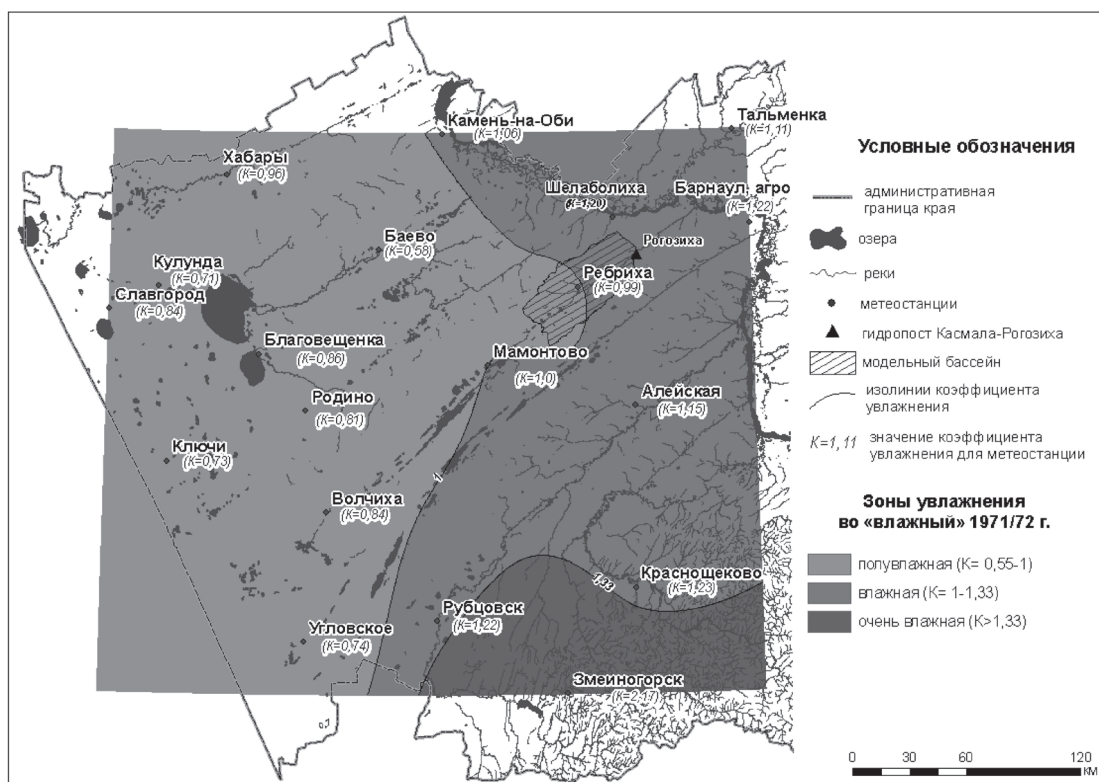 Камень-на-Оби
(K=1,06)
Тальменка
(K=1,11)
Хабары
(K=0,96)
Шелаболиха
(K=1,20)
Барнаул, агро
(K=1,22)
Баево
(K=0,58)
Рогозиха
Кулунда
(K=0,71)
Ребриха
(K=0,99)
Славгород
(K=0,84)
Благовещенка
(K=0,86)
Мамонтово
(K=1,0)
Родино
(K=0,81)
Алейская
(K=1,15)
Ключи
(K=0,73)
1
Волчиха
(K=0,84)
1,33
Краснощеково
(K=1,23)
Рубцовск
(K=1,22)
Угловское
(K=0,74)
Змеиногорск
(K=2,17)
Условные обозначения
административная
граница края
озера
реки
метеостанции
гидропост Касмала-Рогозиха
модельный бассейн
изолинии коэффициента
увлажнения
K=1,11 значение коэффициента
увлажнения для метеостанции
Зоны увлажнения
во «влажный» 1971/72 г.
полувлажная (K= 0,55-1)
влажная (K= 1-1,33)
очень влажная (K>1,33)
0 30 60 120
КМ